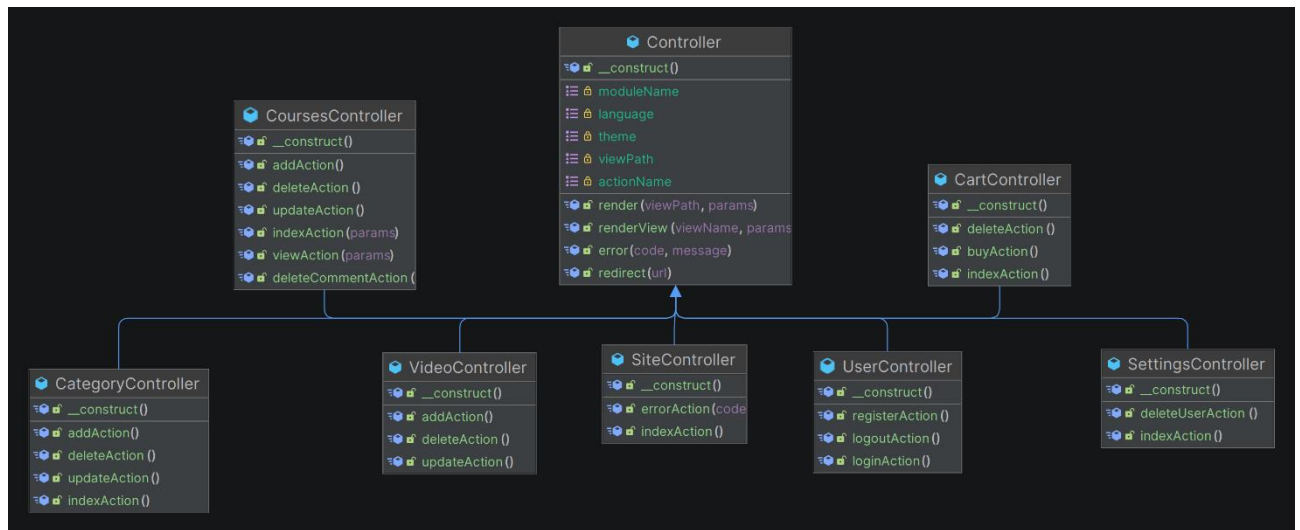 Controller
__construct()
moduleName
language
theme
viewPath
actionName
render(viewPath, params)
renderView(viewName, params
error(code, message)
redirect(url)
CoursesController
__construct()
addAction()
deleteAction()
updateAction()
indexAction(params)
viewAction(params)
deleteCommentAction(
CartController
__construct()
deleteAction()
buyAction()
indexAction()
CategoryController
__construct()
addAction()
deleteAction()
updateAction()
indexAction()
VideoController
__construct()
addAction()
deleteAction()
updateAction()
SiteController
__construct()
errorAction(code
indexAction()
UserController
__construct()
registerAction()
logoutAction()
loginAction()
SettingsController
__construct()
deleteUserAction()
indexAction()